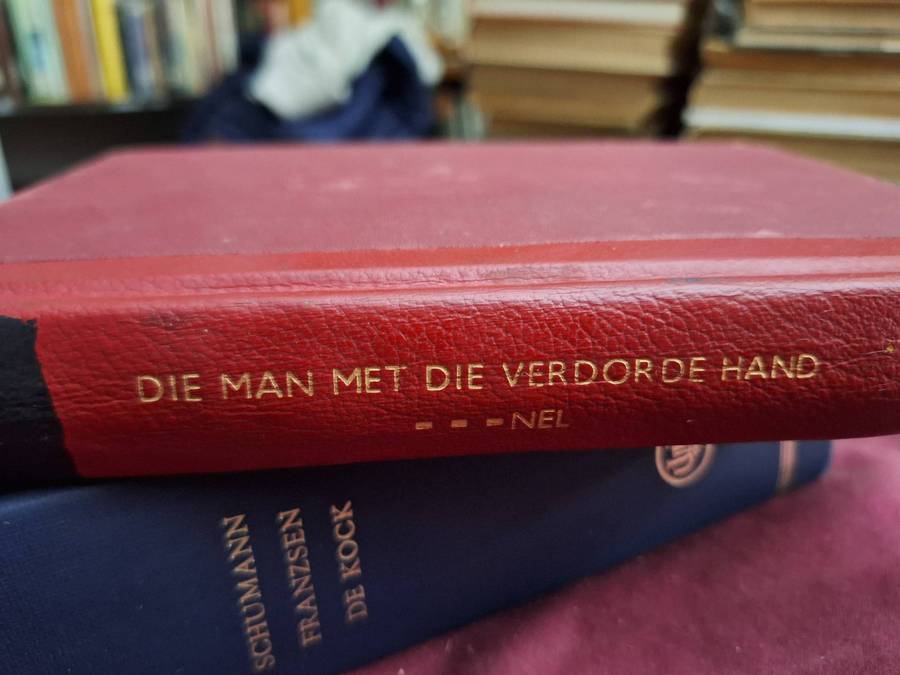 DIE MAN MET DIE VERDORDE HAND
- - - NEL
SCHUMANN
FRANZSEN
DE KOCK